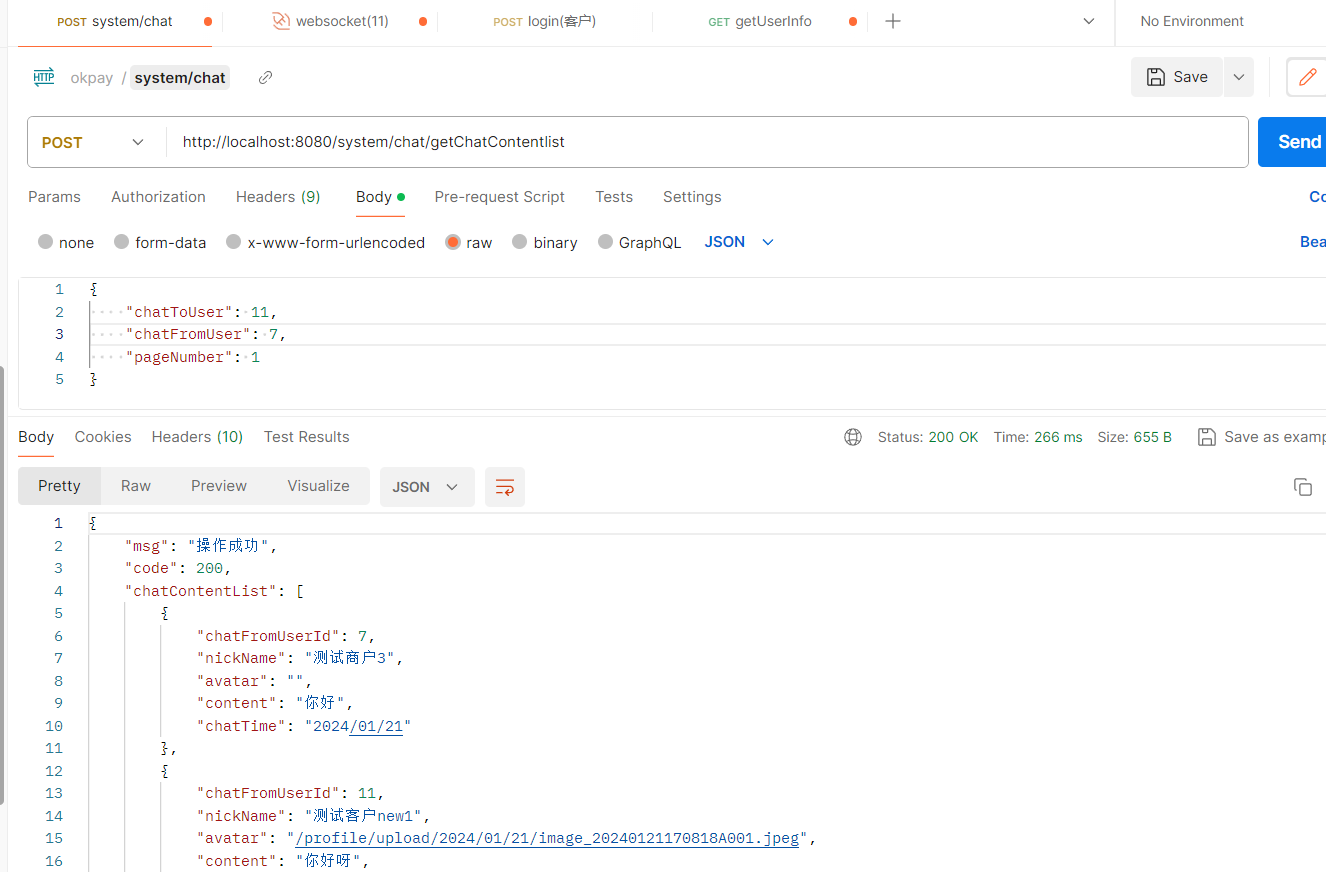 POST system/chat websocket(11) POST login(客户) GET getUserInfo No Environment
HTTP okpay / system/chat Save
POST http://localhost:8080/system/chat/getChatContentlist Send
Params Authorization Headers (9) Body Pre-request Script Tests Settings
none form-data x-www-form-urlencoded raw binary GraphQL JSON
1 {
2 "chatToUser": 11,
3 "chatFromUser": 7,
4 "pageNumber": 1
5 }
Body Cookies Headers (10) Test Results Status: 200 OK Time: 266 ms Size: 655 B Save as examp
Pretty Raw Preview Visualize JSON
1 {
2 "msg": "操作成功",
3 "code": 200,
4 "chatContentList": [
5 {
6 "chatFromUserId": 7,
7 "nickName": "测试商户3",
8 "avatar": "",
9 "content": "你好",
10 "chatTime": "2024/01/21"
11 },
12 {
13 "chatFromUserId": 11,
14 "nickName": "测试客户new1",
15 "avatar": "/profile/upload/2024/01/21/image_20240121170818A001.jpeg",
16 "content": "你好呀",